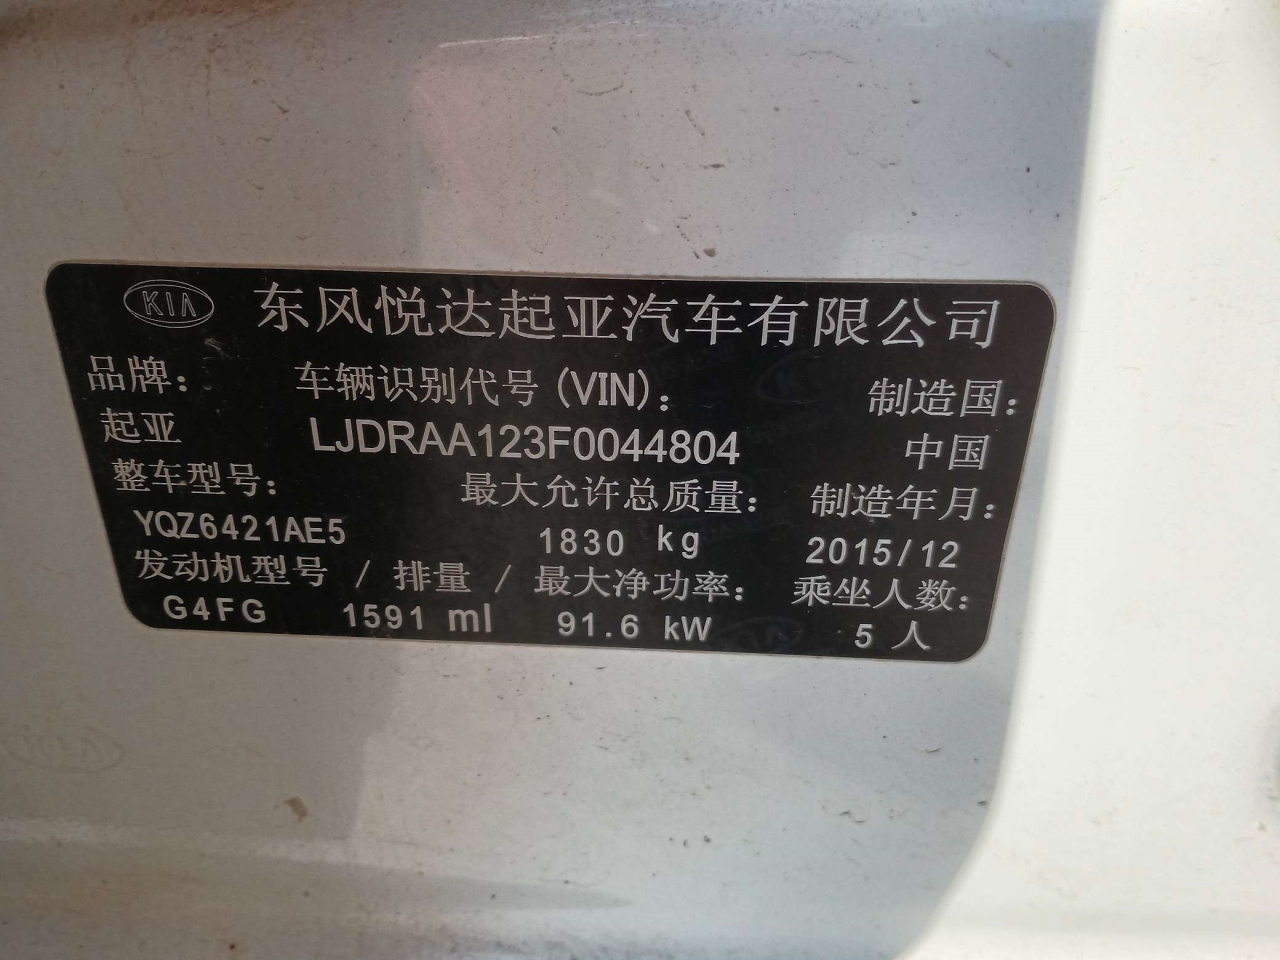 KIA 东风悦达起亚汽车有限公司
品牌： 车辆识别代号(VIN)： 制造国：
起亚 LJDRAA123F0044804 中国
整车型号： 最大允许总质量： 制造年月：
YQZ6421AE5 1830 kg 2015/12
发动机型号 / 排量 / 最大净功率： 乘坐人数：
G4FG 1591 ml 91.6 kW 5 人